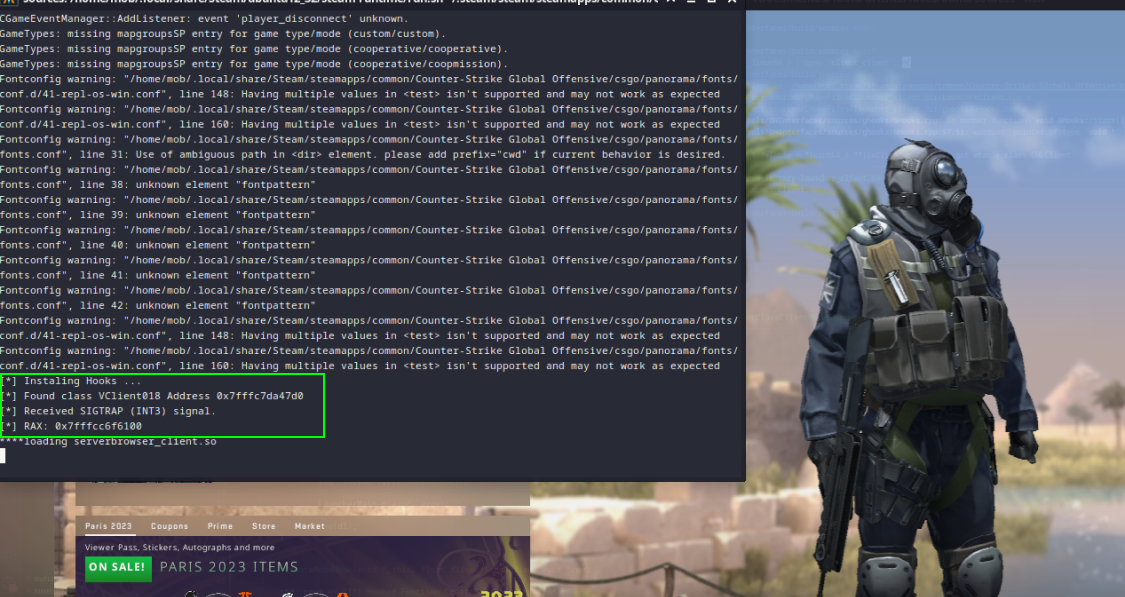 CGameEventManager::AddListener: event 'player_disconnect' unknown.
GameTypes: missing mapgroupsSP entry for game type/mode (custom/custom).
GameTypes: missing mapgroupsSP entry for game type/mode (cooperative/cooperative).
GameTypes: missing mapgroupsSP entry for game type/mode (cooperative/coopmission).
Fontconfig warning: "/home/mob/.local/share/Steam/steamapps/common/Counter-Strike Global Offensive/csgo/panorama/fonts/
conf.d/41-repl-os-win.conf", line 148: Having multiple values in <test> isn't supported and may not work as expected
Fontconfig warning: "/home/mob/.local/share/Steam/steamapps/common/Counter-Strike Global Offensive/csgo/panorama/fonts/
conf.d/41-repl-os-win.conf", line 160: Having multiple values in <test> isn't supported and may not work as expected
Fontconfig warning: "/home/mob/.local/share/Steam/steamapps/common/Counter-Strike Global Offensive/csgo/panorama/fonts/
fonts.conf", line 31: Use of ambiguous path in <dir> element. please add prefix="cwd" if current behavior is desired.
Fontconfig warning: "/home/mob/.local/share/Steam/steamapps/common/Counter-Strike Global Offensive/csgo/panorama/fonts/
fonts.conf", line 38: unknown element "fontpattern"
Fontconfig warning: "/home/mob/.local/share/Steam/steamapps/common/Counter-Strike Global Offensive/csgo/panorama/fonts/
fonts.conf", line 39: unknown element "fontpattern"
Fontconfig warning: "/home/mob/.local/share/Steam/steamapps/common/Counter-Strike Global Offensive/csgo/panorama/fonts/
fonts.conf", line 40: unknown element "fontpattern"
Fontconfig warning: "/home/mob/.local/share/Steam/steamapps/common/Counter-Strike Global Offensive/csgo/panorama/fonts/
fonts.conf", line 41: unknown element "fontpattern"
Fontconfig warning: "/home/mob/.local/share/Steam/steamapps/common/Counter-Strike Global Offensive/csgo/panorama/fonts/
fonts.conf", line 42: unknown element "fontpattern"
Fontconfig warning: "/home/mob/.local/share/Steam/steamapps/common/Counter-Strike Global Offensive/csgo/panorama/fonts/
conf.d/41-repl-os-win.conf", line 148: Having multiple values in <test> isn't supported and may not work as expected
Fontconfig warning: "/home/mob/.local/share/Steam/steamapps/common/Counter-Strike Global Offensive/csgo/panorama/fonts/
conf.d/41-repl-os-win.conf", line 160: Having multiple values in <test> isn't supported and may not work as expected
[*] Instaling Hooks ...
[*] Found class VClient018 Address 0x7fffc7da47d0
[*] Received SIGTRAP (INT3) signal.
[*] RAX: 0x7fffcc6f6100
****loading serverbrowser_client.so
Paris 2023 Coupons Prime Store Market
Viewer Pass, Stickers, Autographs and more
ON SALE! PARIS 2023 ITEMS
2023